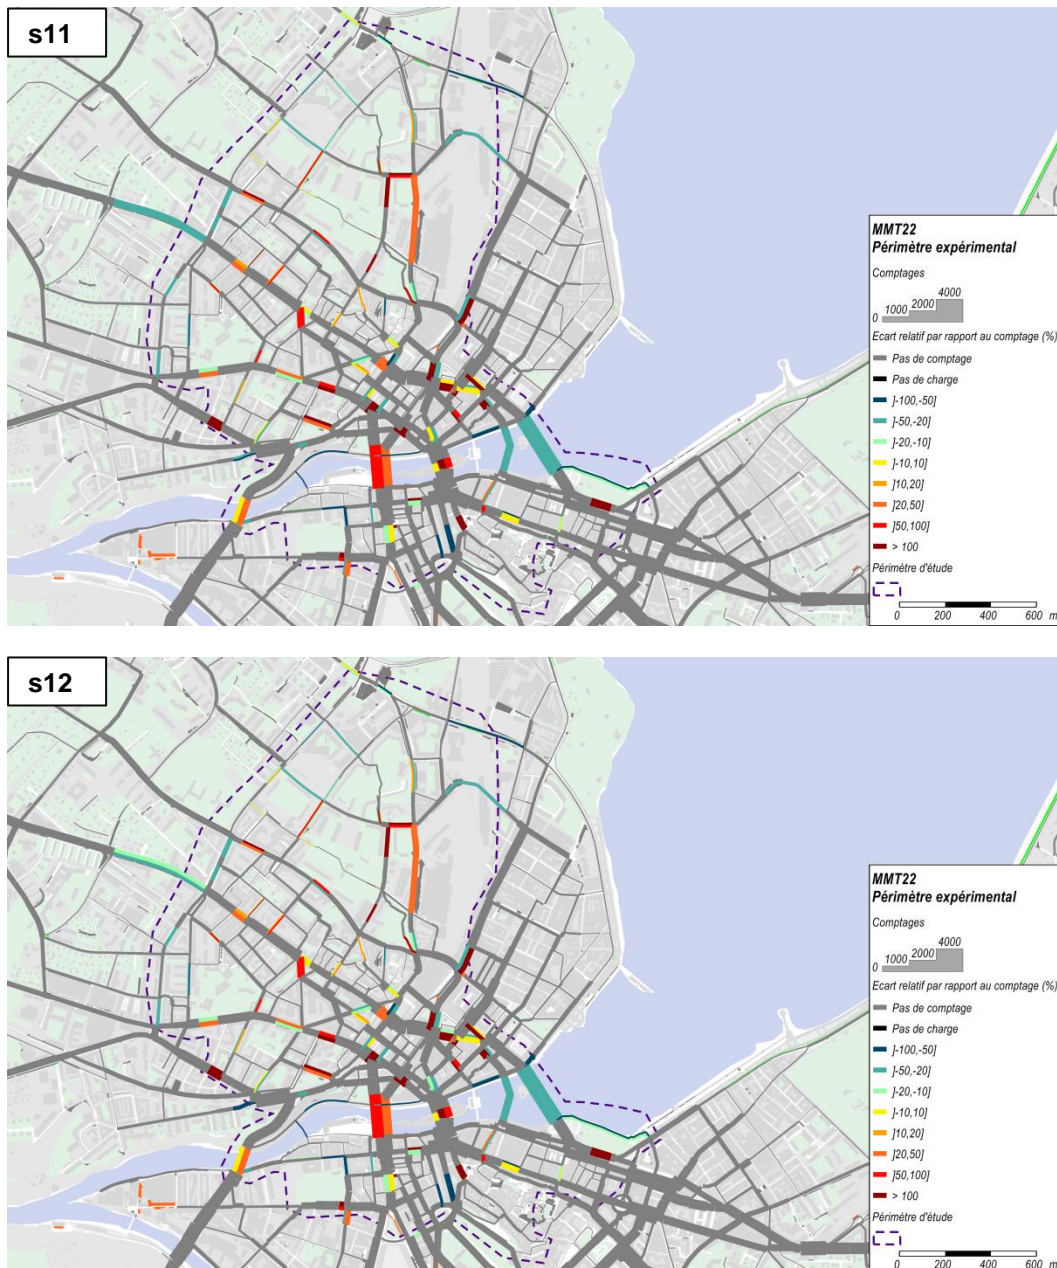 s11
MMT22
Périmètre expérimental
Comptages
4000
2000
1000
0
Ecart relatif par rapport au comptage (%)
Pas de comptage
Pas de charge
]-100,-50]
]-50,-20]
]-20,-10]
]-10,10]
]10,20]
]20,50]
]50,100]
> 100
Périmètre d'étude
0 200 400 600 m
s12
MMT22
Périmètre expérimental
Comptages
4000
2000
1000
0
Ecart relatif par rapport au comptage (%)
Pas de comptage
Pas de charge
]-100,-50]
]-50,-20]
]-20,-10]
]-10,10]
]10,20]
]20,50]
]50,100]
> 100
Périmètre d'étude
0 200 400 600 m